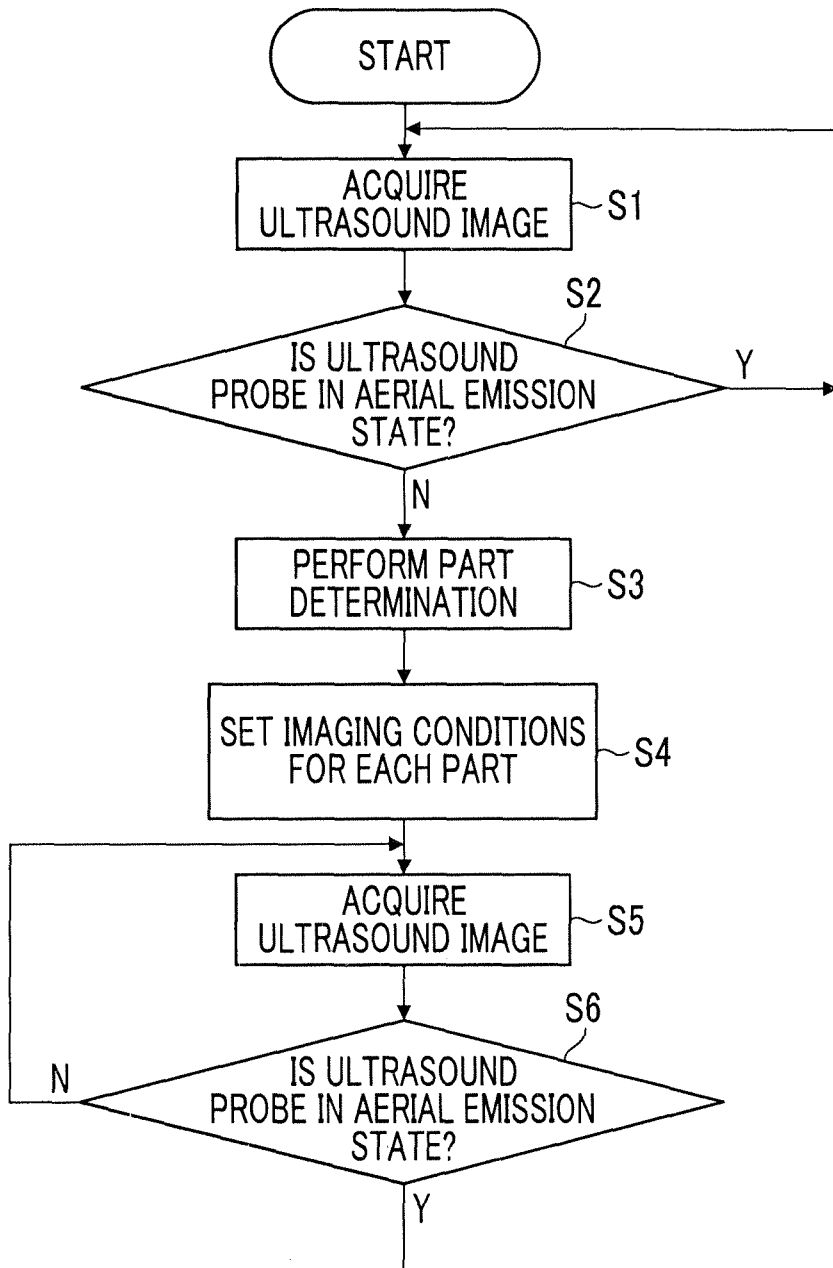 START
ACQUIRE
ULTRASOUND IMAGE
S1
S2
IS ULTRASOUND
PROBE IN AERIAL EMISSION
STATE?
Y
N
PERFORM PART
DETERMINATION
S3
SET IMAGING CONDITIONS
FOR EACH PART
S4
ACQUIRE
ULTRASOUND IMAGE
S5
S6
IS ULTRASOUND
PROBE IN AERIAL EMISSION
STATE?
N
Y